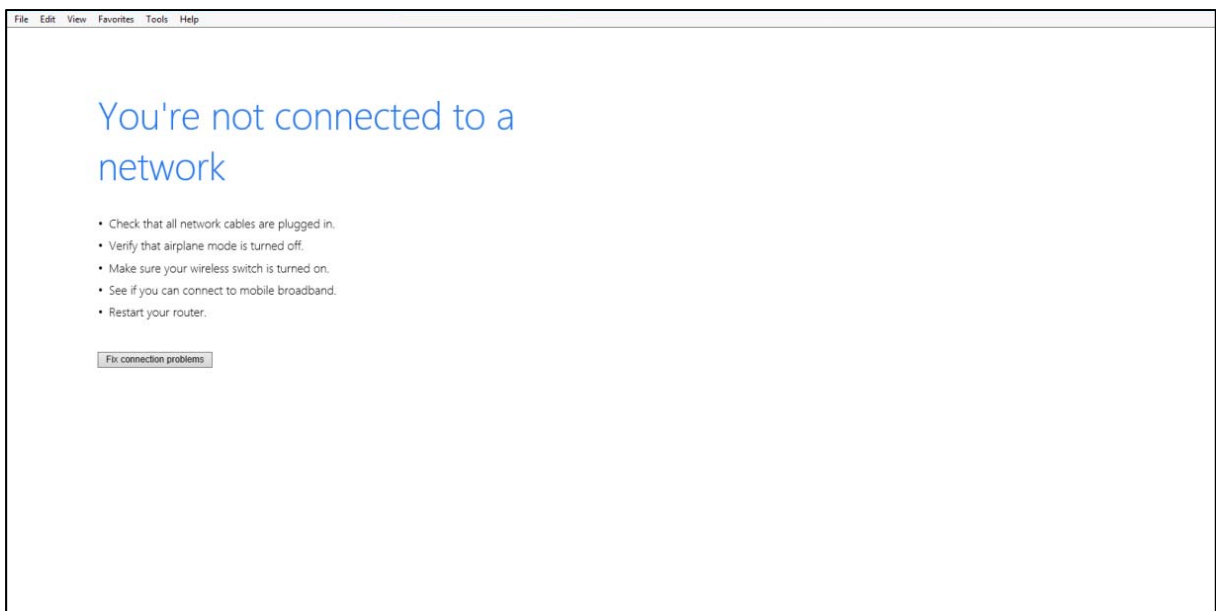 File Edit View Favorites Tools Help
You're not connected to a
network
• Check that all network cables are plugged in.
• Verify that airplane mode is turned off.
• Make sure your wireless switch is turned on.
• See if you can connect to mobile broadband.
• Restart your router.
Fix connection problems